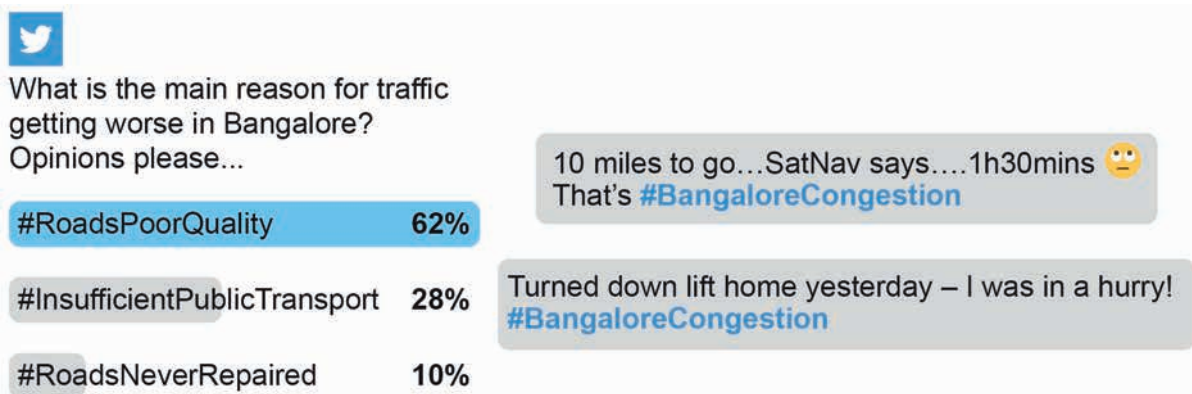 What is the main reason for traffic
getting worse in Bangalore?
Opinions please...
#RoadsPoorQuality 62%
#InsufficientPublicTransport 28%
#RoadsNeverRepaired 10%
10 miles to go…SatNav says….1h30mins 🙄
That’s #BangaloreCongestion
Turned down lift home yesterday – I was in a hurry!
#BangaloreCongestion